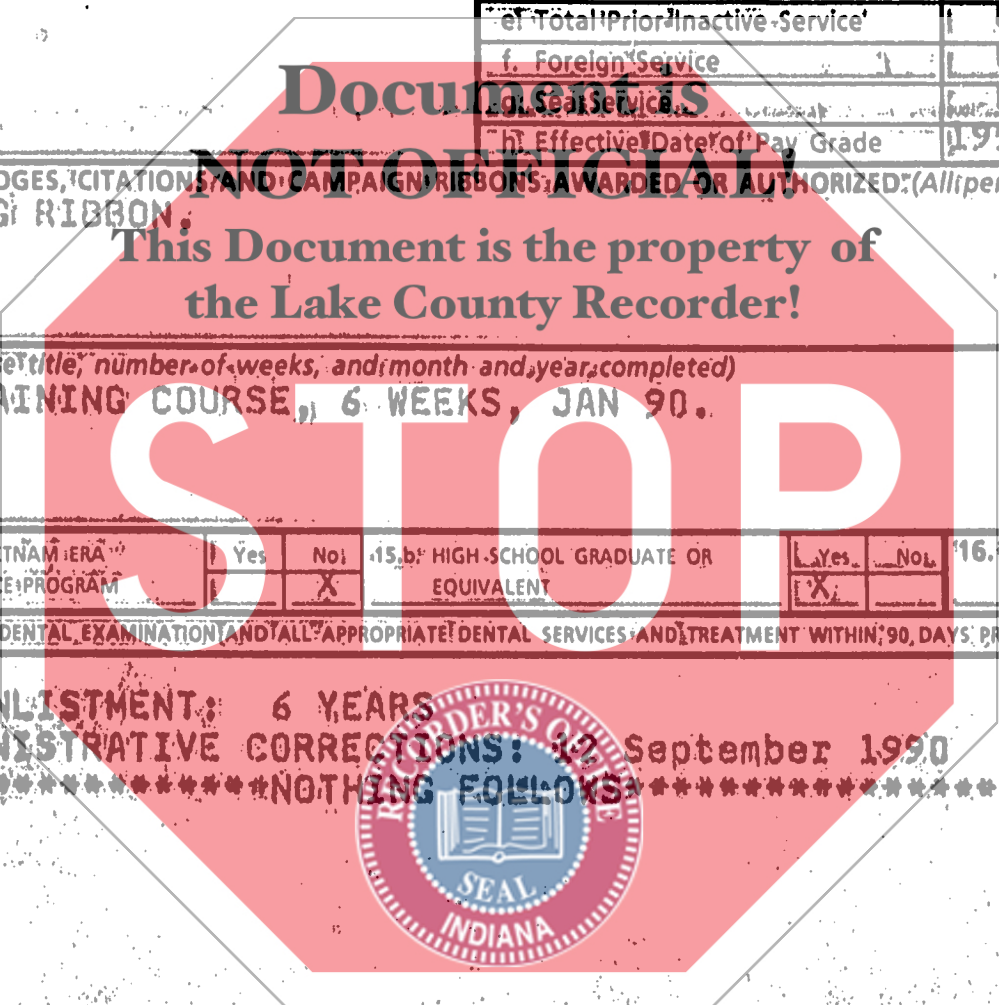 e. Total Prior Inactive Service
f. Foreign Service
g. Sea Service
h. Effective Date of Pay Grade
Document is
NOT OFFICIAL!
This Document is the property of
the Lake County Recorder!
DGES, CITATIONS AND CAMPAIGN RIBBONS AWARDED OR AUTHORIZED (All per
G RIBBON.
e title, number of weeks, and month and year completed)
AINING COURSE, 6 WEEKS, JAN 90.
STOP
TNAM ERA Yes No 15.b. HIGH SCHOOL GRADUATE OR Yes No 16.
E PROGRAM X EQUIVALENT X
DENTAL EXAMINATION AND ALL APPROPRIATE DENTAL SERVICES AND TREATMENT WITHIN 90 DAYS PR
NLISTMENT: 6 YEARS
NISTRATIVE CORRECTIONS: September 1990
************NOTHING FOLLOWS****************
RECORDER'S OFFICE
SEAL
INDIANA